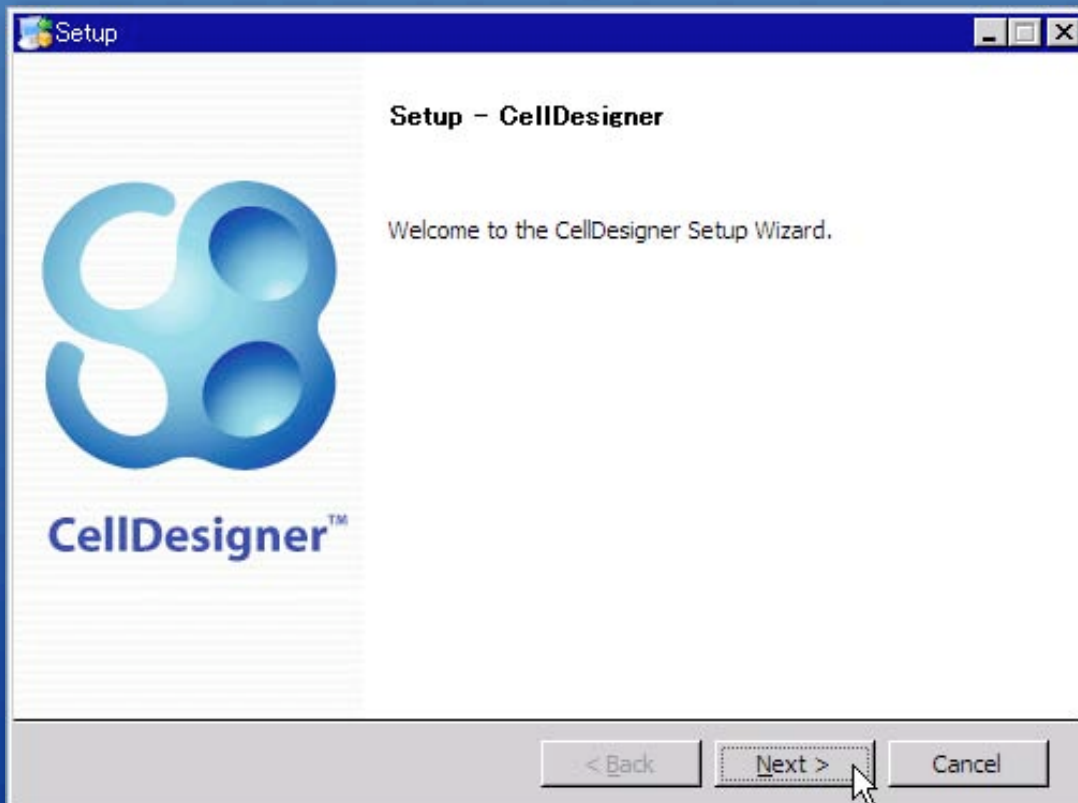 Setup
Setup - CellDesigner
Welcome to the CellDesigner Setup Wizard.
CellDesigner™
< Back
Next >
Cancel